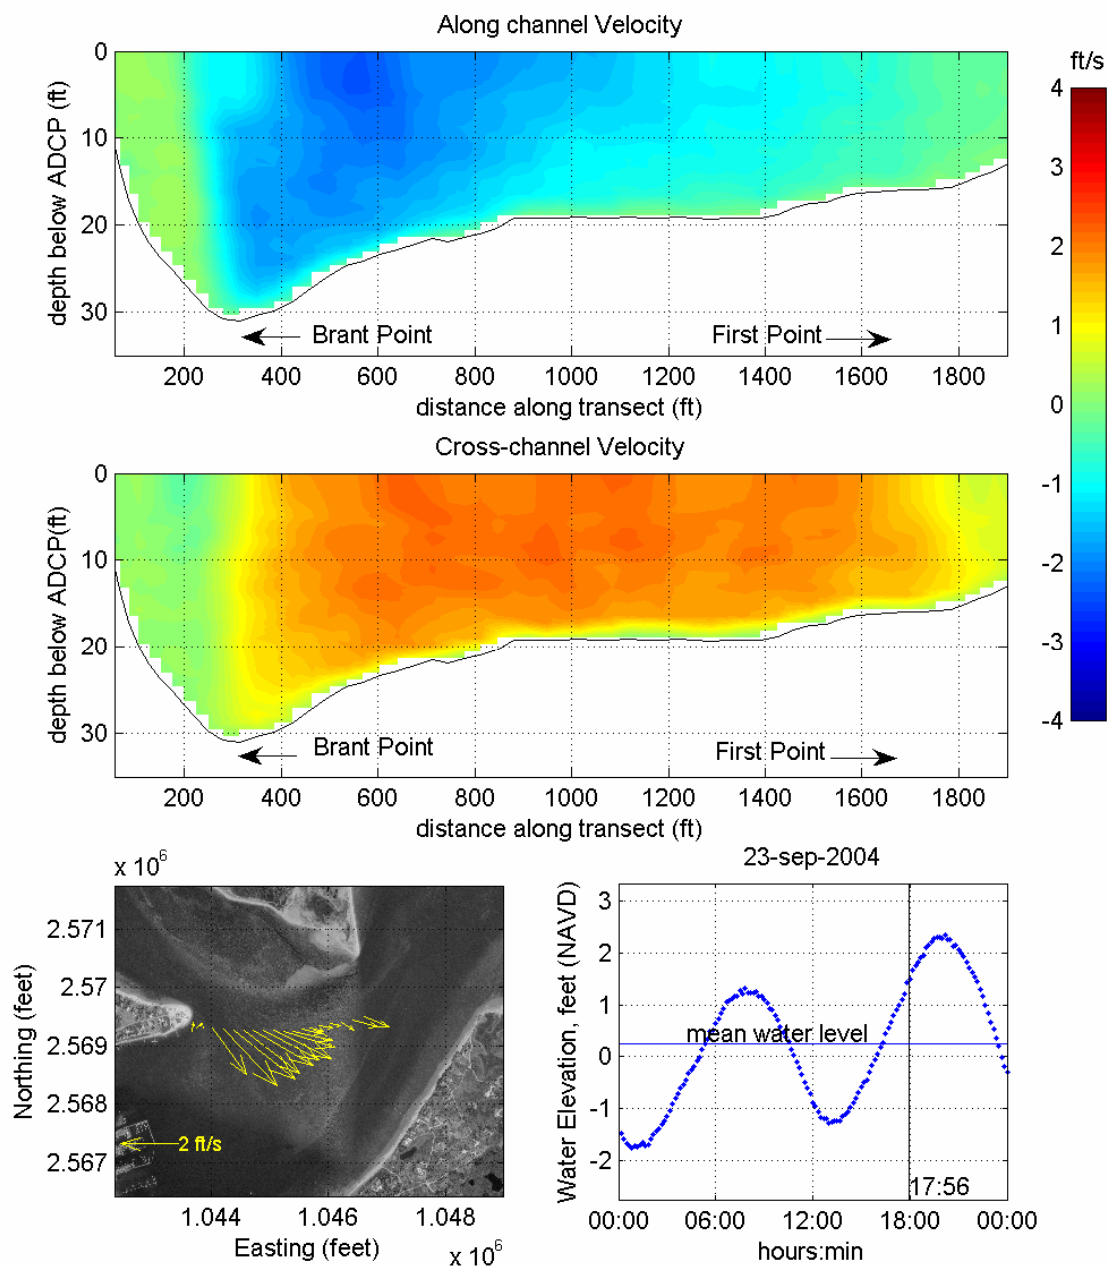 Along channel Velocity
ft/s
depth below ADCP (ft)
0
10
20
30
Brant Point
First Point
200 400 600 800 1000 1200 1400 1600 1800
distance along transect (ft)
4
3
2
1
0
-1
-2
-3
-4
Cross-channel Velocity
depth below ADCP(ft)
0
10
20
30
Brant Point
First Point
200 400 600 800 1000 1200 1400 1600 1800
distance along transect (ft)
x 10^6
Northing (feet)
2.571
2.57
2.569
2.568
2.567
2 ft/s
1.044 1.046 1.048
Easting (feet)
x 10^6
23-sep-2004
Water Elevation, feet (NAVD)
3
2
1
0
-1
-2
mean water level
17:56
00:00 06:00 12:00 18:00 00:00
hours:min